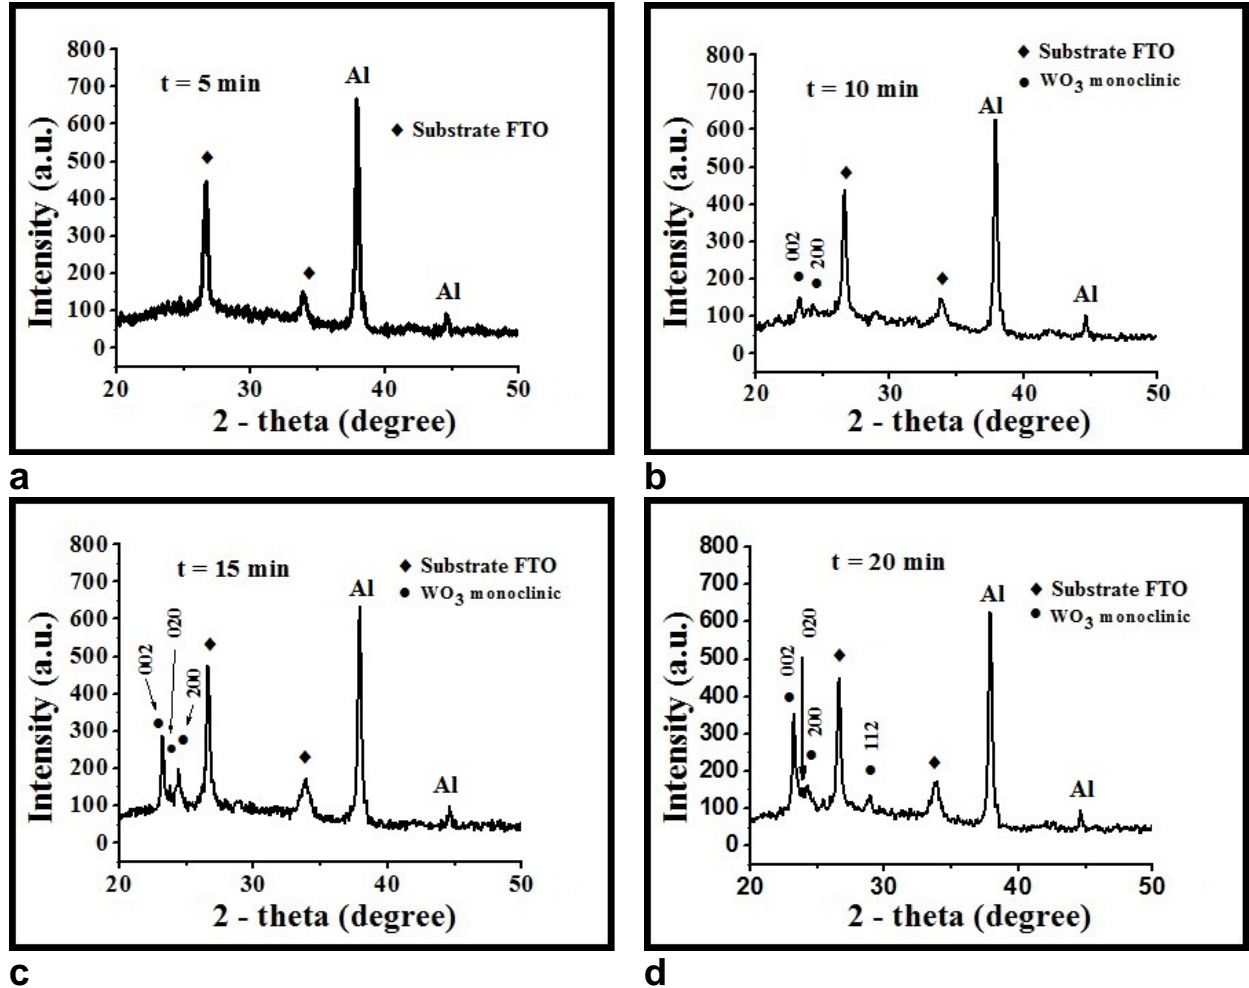 800
700
600
500
400
300
200
100
0
Intensity (a.u.)
t = 5 min
Al
◆ Substrate FTO
◆
◆
Al
20 30 40 50
2 - theta (degree)
a
800
700
600
500
400
300
200
100
0
Intensity (a.u.)
◆ Substrate FTO
● WO3 monoclinic
t = 10 min
Al
002
200
Al
20 30 40 50
2 - theta (degree)
b
800
700
600
500
400
300
200
100
0
Intensity (a.u.)
t = 15 min
◆ Substrate FTO
● WO3 monoclinic
Al
002
020
200
Al
20 30 40 50
2 - theta (degree)
c
800
700
600
500
400
300
200
100
0
Intensity (a.u.)
t = 20 min
◆ Substrate FTO
● WO3 monoclinic
Al
002
020
200
112
Al
20 30 40 50
2 - theta (degree)
d